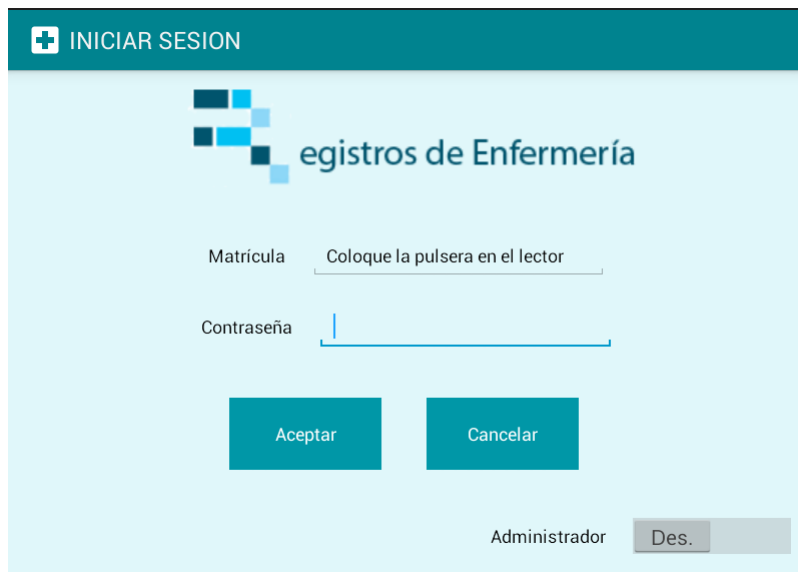 INICIAR SESION
egistros de Enfermería
Matrícula Coloque la pulsera en el lector
Contraseña
Aceptar Cancelar
Administrador Des.